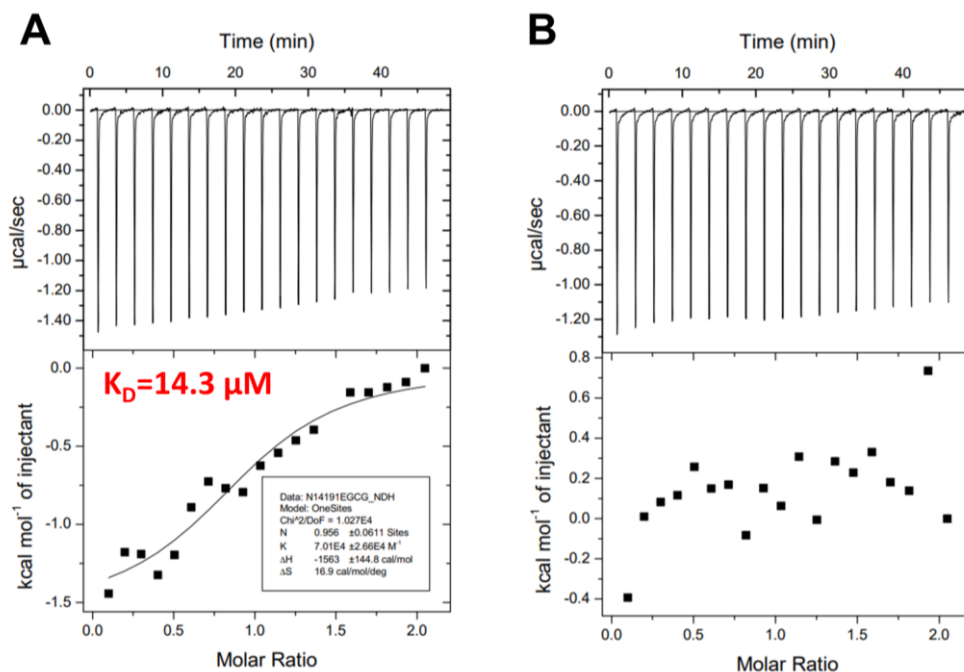 A
Time (min)
0 10 20 30 40
0.00
-0.20
-0.40
-0.60
-0.80
-1.00
-1.20
-1.40
µcal/sec
K_D=14.3 µM
0.0
-0.5
-1.0
-1.5
kcal mol⁻¹ of injectant
Data: N14191EGCG_NDH
Model: OneSites
Chi^2/DoF = 1.027E4
N 0.956 ±0.0611 Sites
K 7.01E4 ±2.66E4 M⁻¹
ΔH -1563 ±144.8 cal/mol
ΔS 16.9 cal/mol/deg
0.0 0.5 1.0 1.5 2.0
Molar Ratio
B
Time (min)
0 10 20 30 40
0.00
-0.20
-0.40
-0.60
-0.80
-1.00
-1.20
µcal/sec
0.8
0.6
0.4
0.2
0.0
-0.2
-0.4
kcal mol⁻¹ of injectant
0.0 0.5 1.0 1.5 2.0
Molar Ratio